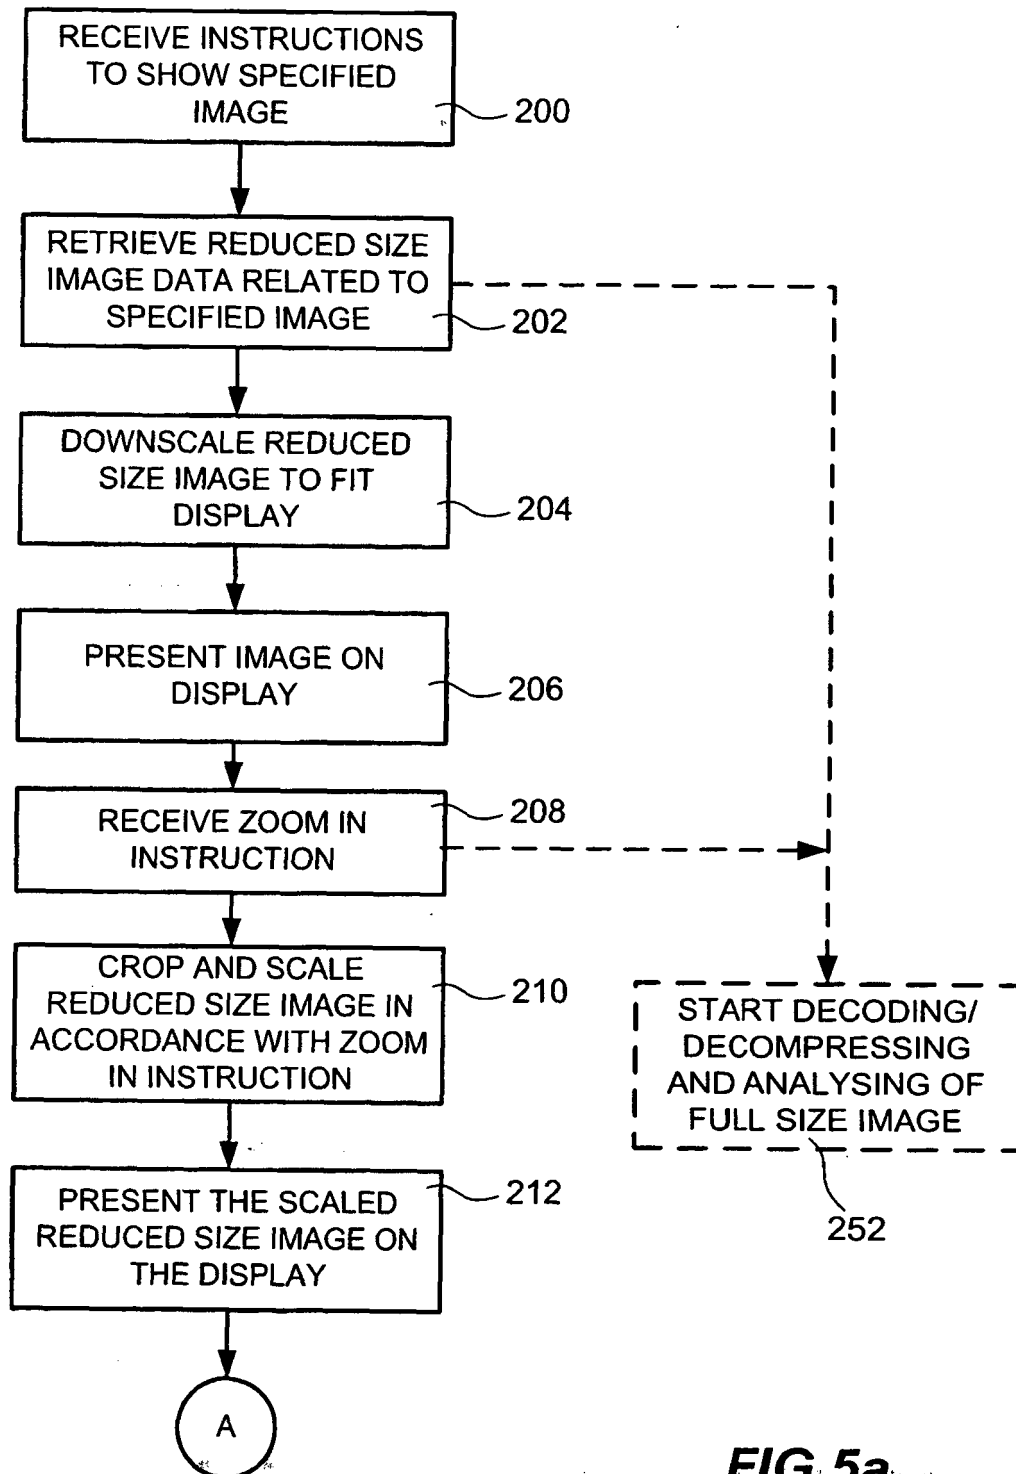 RECEIVE INSTRUCTIONS
TO SHOW SPECIFIED
IMAGE
200
RETRIEVE REDUCED SIZE
IMAGE DATA RELATED TO
SPECIFIED IMAGE
202
DOWNSCALE REDUCED
SIZE IMAGE TO FIT
DISPLAY
204
PRESENT IMAGE ON
DISPLAY
206
RECEIVE ZOOM IN
INSTRUCTION
208
CROP AND SCALE
REDUCED SIZE IMAGE IN
ACCORDANCE WITH ZOOM
IN INSTRUCTION
210
START DECODING/
DECOMPRESSING
AND ANALYSING OF
FULL SIZE IMAGE
252
PRESENT THE SCALED
REDUCED SIZE IMAGE ON
THE DISPLAY
212
A
FIG 5a